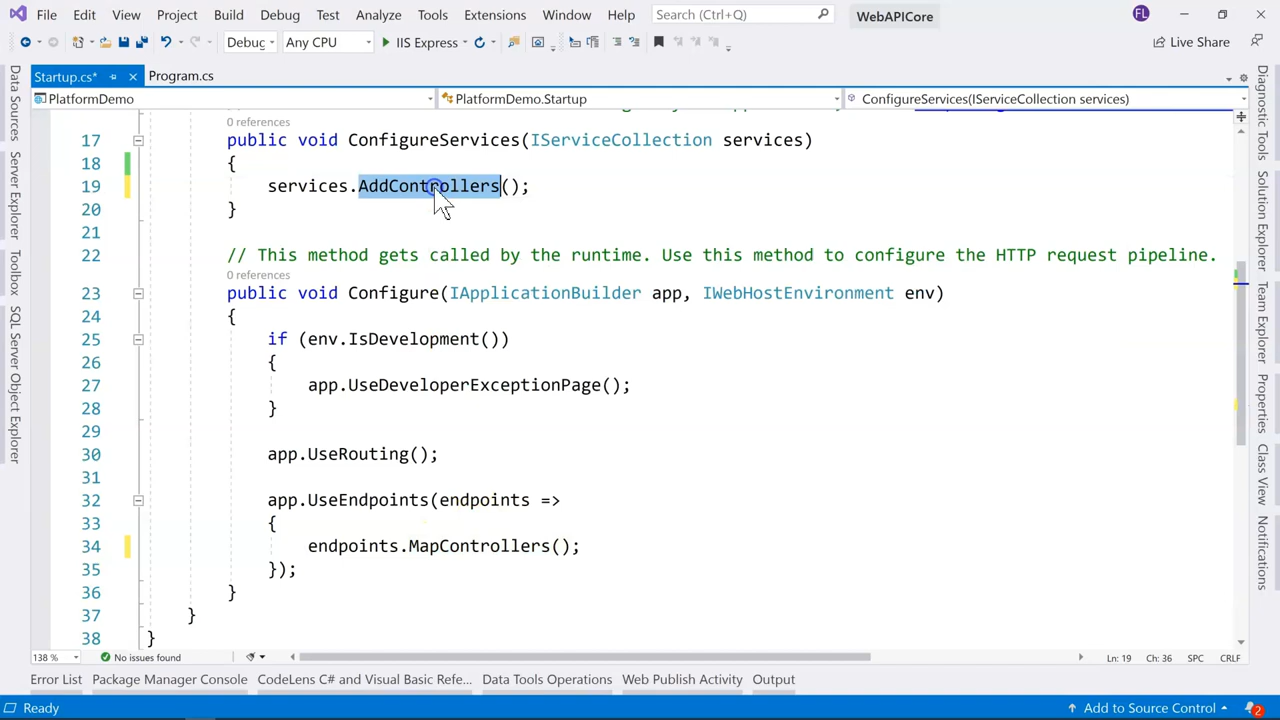 File Edit View Project Build Debug Test Analyze Tools Extensions Window Help Search (Ctrl+Q) WebAPICore FL
Debug Any CPU IIS Express Live Share
Startup.cs* Program.cs
PlatformDemo PlatformDemo.Startup ConfigureServices(IServiceCollection services)
0 references
17 public void ConfigureServices(IServiceCollection services)
18 {
19 services.AddControllers();
20 }
21
22 // This method gets called by the runtime. Use this method to configure the HTTP request pipeline.
0 references
23 public void Configure(IApplicationBuilder app, IWebHostEnvironment env)
24 {
25 if (env.IsDevelopment())
26 {
27 app.UseDeveloperExceptionPage();
28 }
29
30 app.UseRouting();
31
32 app.UseEndpoints(endpoints =>
33 {
34 endpoints.MapControllers();
35 });
36 }
37 }
38 }
138 % No issues found Ln: 19 Ch: 36 SPC CRLF
Error List Package Manager Console CodeLens C# and Visual Basic Refe... Data Tools Operations Web Publish Activity Output
Ready Add to Source Control 2
Data Sources
Server Explorer
Toolbox
SQL Server Object Explorer
Diagnostic Tools
Solution Explorer
Team Explorer
Properties
Class View
Notifications